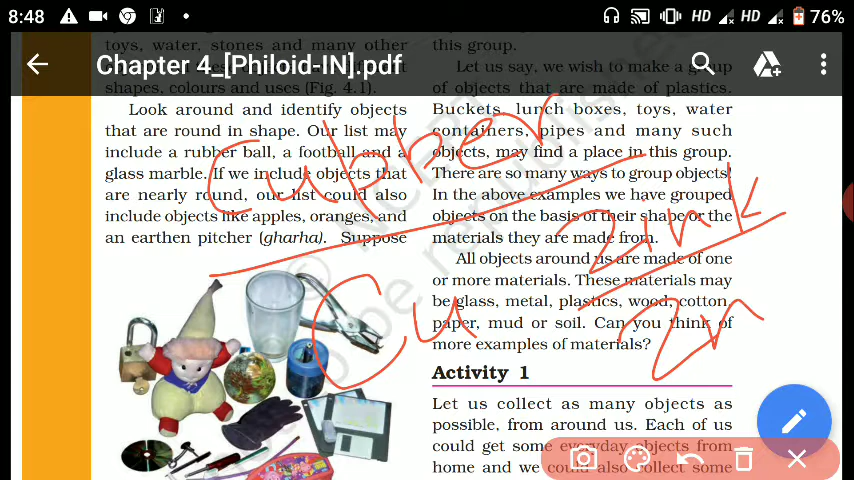 8:48 HD HD 76%
Chapter 4_[Philoid-IN].pdf
toys, water, stones and many other
shapes, colours and uses (Fig. 4.1).
Look around and identify objects
that are round in shape. Our list may
include a rubber ball, a football and a
glass marble. If we include objects that
are nearly round, our list could also
include objects like apples, oranges, and
an earthen pitcher (gharha). Suppose
this group.
Let us say, we wish to make a group
of objects that are made of plastics.
Buckets, lunch boxes, toys, water
containers, pipes and many such
objects, may find a place in this group.
There are so many ways to group objects!
In the above examples we have grouped
objects on the basis of their shape or the
materials they are made from.
All objects around us are made of one
or more materials. These materials may
be glass, metal, plastics, wood, cotton,
paper, mud or soil. Can you think of
more examples of materials?
Activity 1
Let us collect as many objects as
possible, from around us. Each of us
could get some everyday objects from
home and we could also collect some
Cubber
Cu
Zink
Zn
be republished